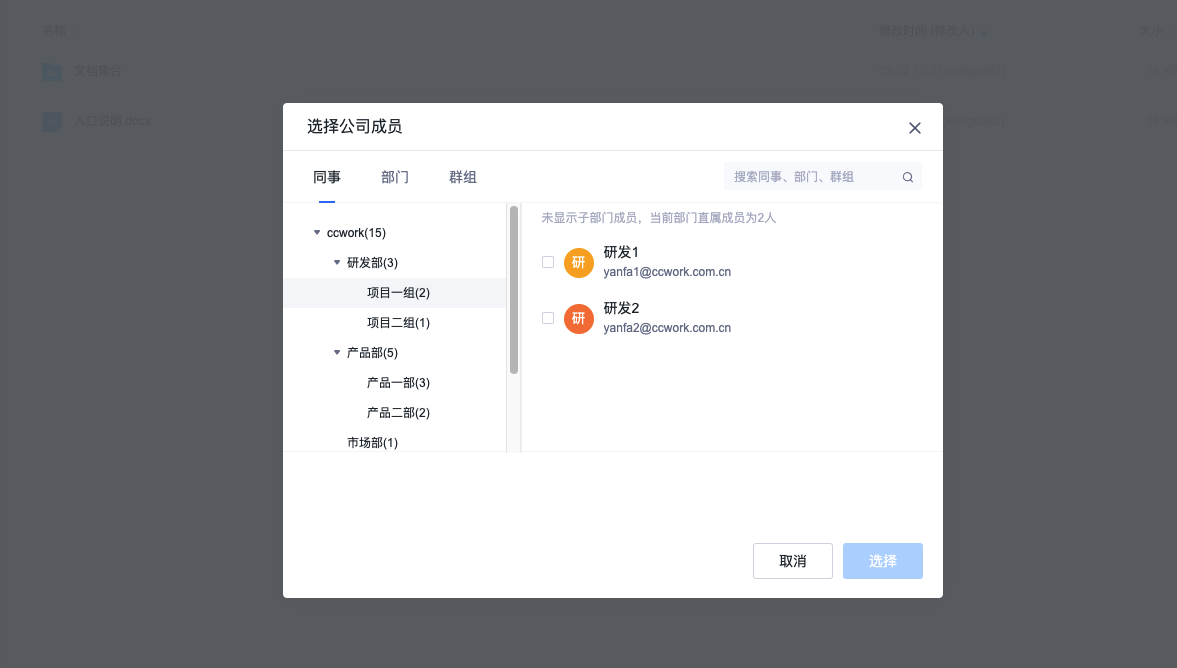 名称
修改时间 (修改人)
大小
文档集合
入口说明.docx
选择公司成员
同事
部门
群组
搜索同事、部门、群组
ccwork(15)
研发部(3)
项目一组(2)
项目二组(1)
产品部(5)
产品一部(3)
产品二部(2)
市场部(1)
未显示子部门成员，当前部门直属成员为2人
研
研发1
yanfa1@ccwork.com.cn
研
研发2
yanfa2@ccwork.com.cn
取消
选择